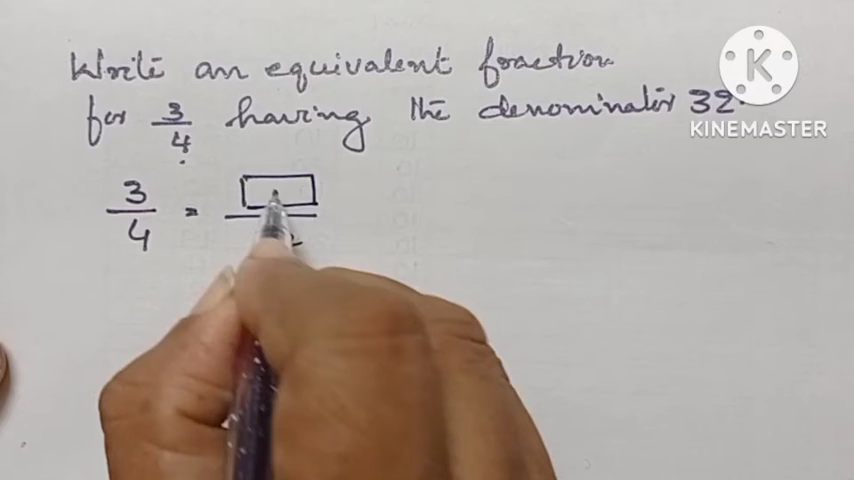 Write an equivalent fraction
for 3/4 having the denominator 32.
3/4 =
K
KINEMASTER